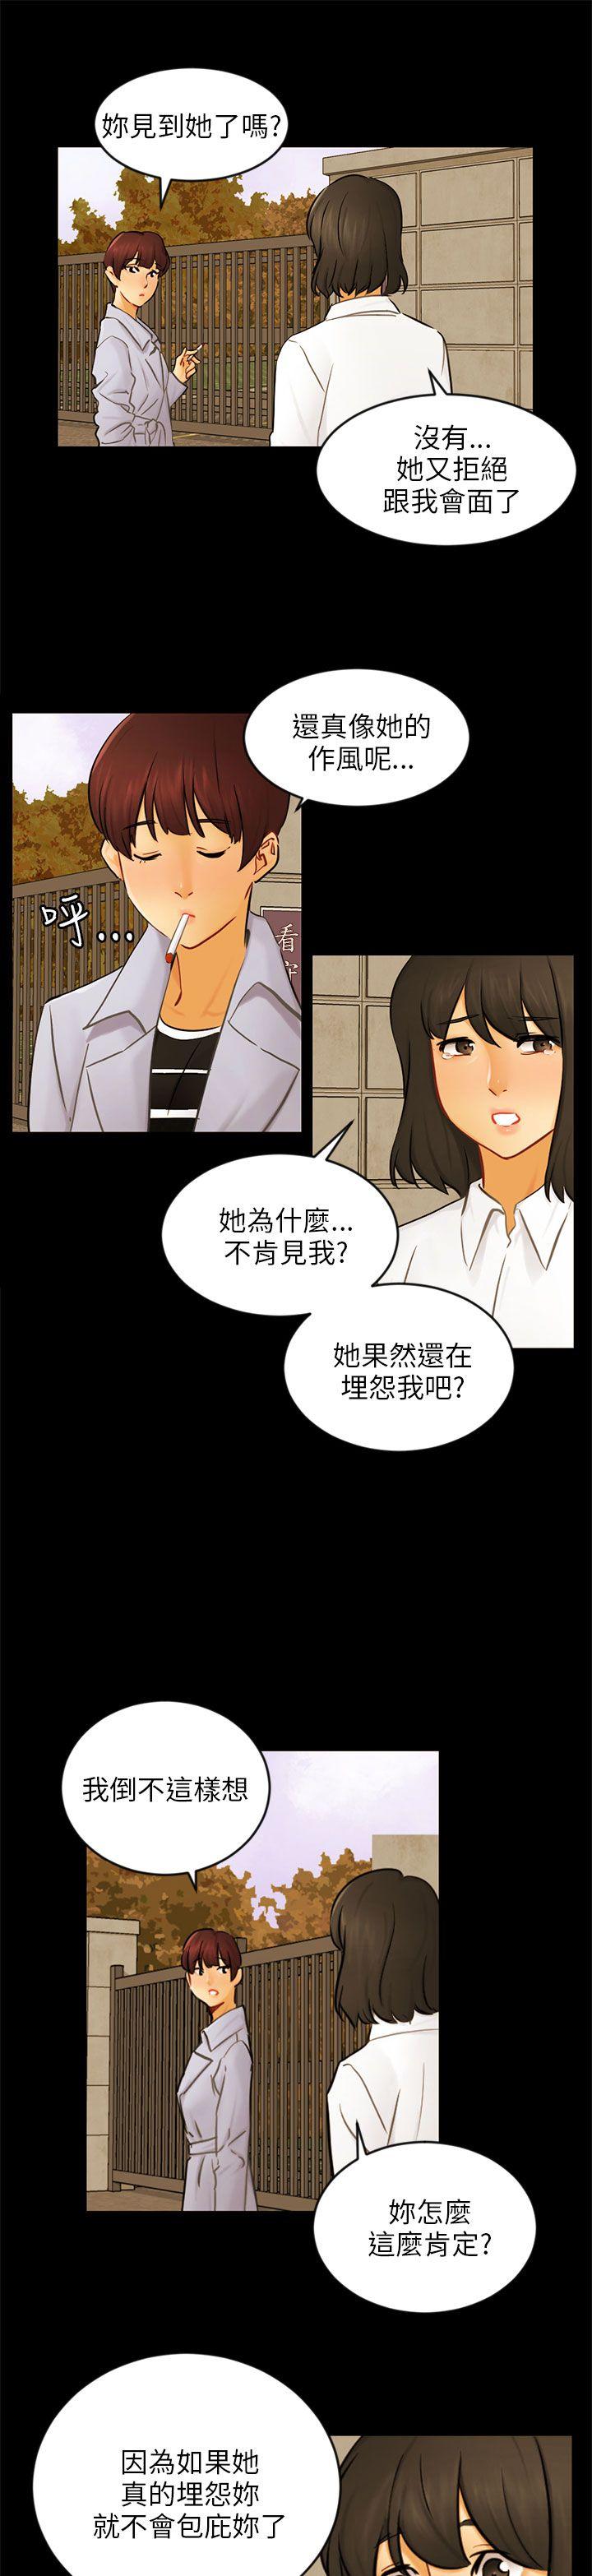 妳見到她了嗎?
沒有...
她又拒絕
跟我會面了
還真像她的
作風呢...
呼...
看
她為什麼...
不肯見我?
她果然還在
埋怨我吧?
我倒不這樣想
妳怎麼
這麼肯定?
因為如果她
真的埋怨妳
就不會包庇妳了